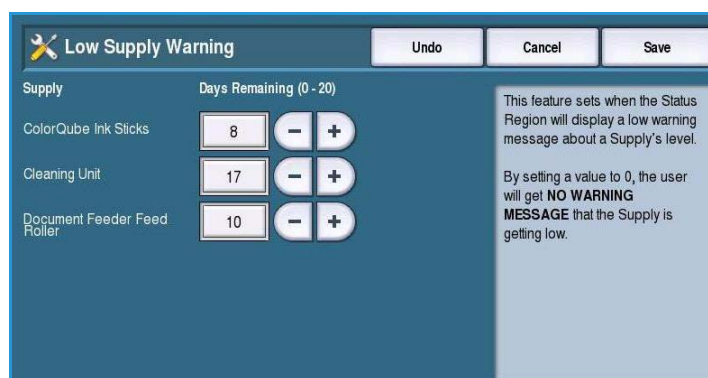 Low Supply Warning
Undo
Cancel
Save
Supply
Days Remaining (0 - 20)
ColorQube Ink Sticks
8
-
+
Cleaning Unit
17
-
+
Document Feeder Feed
Roller
10
-
+
This feature sets when the Status
Region will display a low warning
message about a Supply's level.
By setting a value to 0, the user
will get NO WARNING
MESSAGE that the Supply is
getting low.